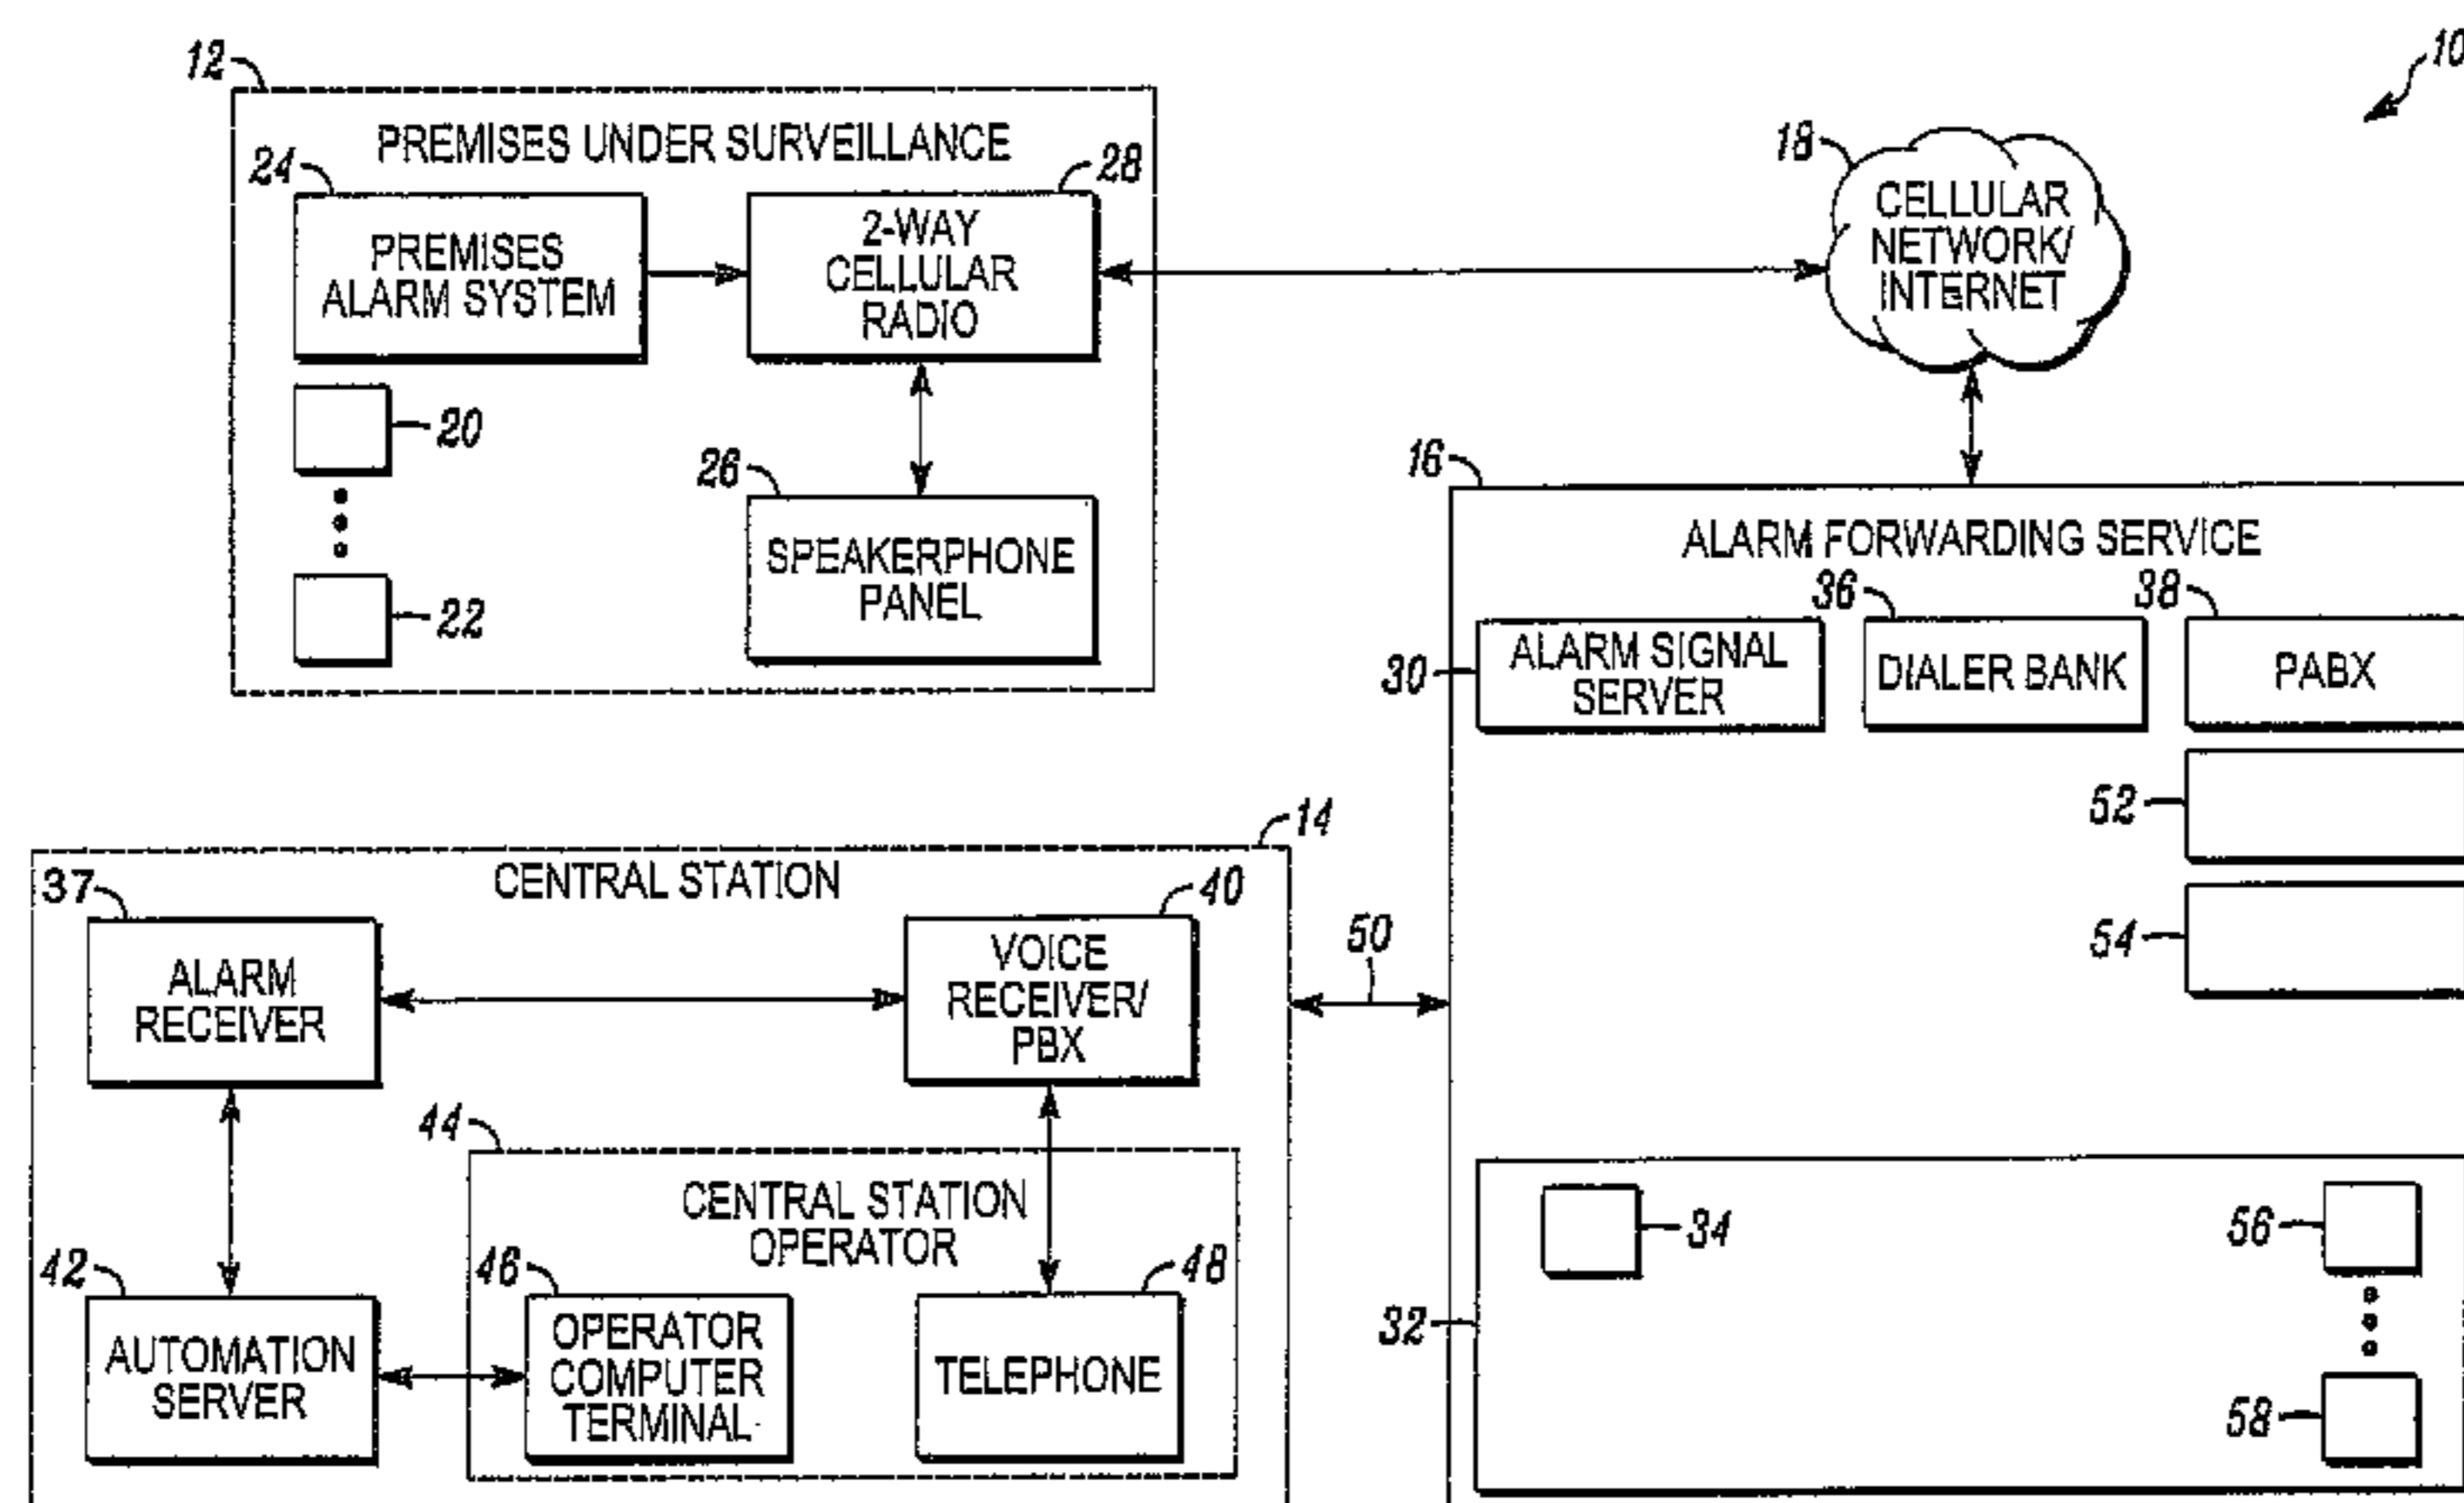 10
12
PREMISES UNDER SURVEILLANCE
24
28
PREMISES
ALARM SYSTEM
2-WAY
CELLULAR
RADIO
20
22
26
SPEAKERPHONE
PANEL
18
CELLULAR
NETWORK/
INTERNET
16
ALARM FORWARDING SERVICE
30
ALARM SIGNAL
SERVER
36
DIALER BANK
38
PABX
52
54
14
CENTRAL STATION
37
ALARM
RECEIVER
40
VOICE
RECEIVER/
PBX
50
44
CENTRAL STATION
OPERATOR
42
AUTOMATION
SERVER
46
OPERATOR
COMPUTER
TERMINAL
48
TELEPHONE
34
32
56
58